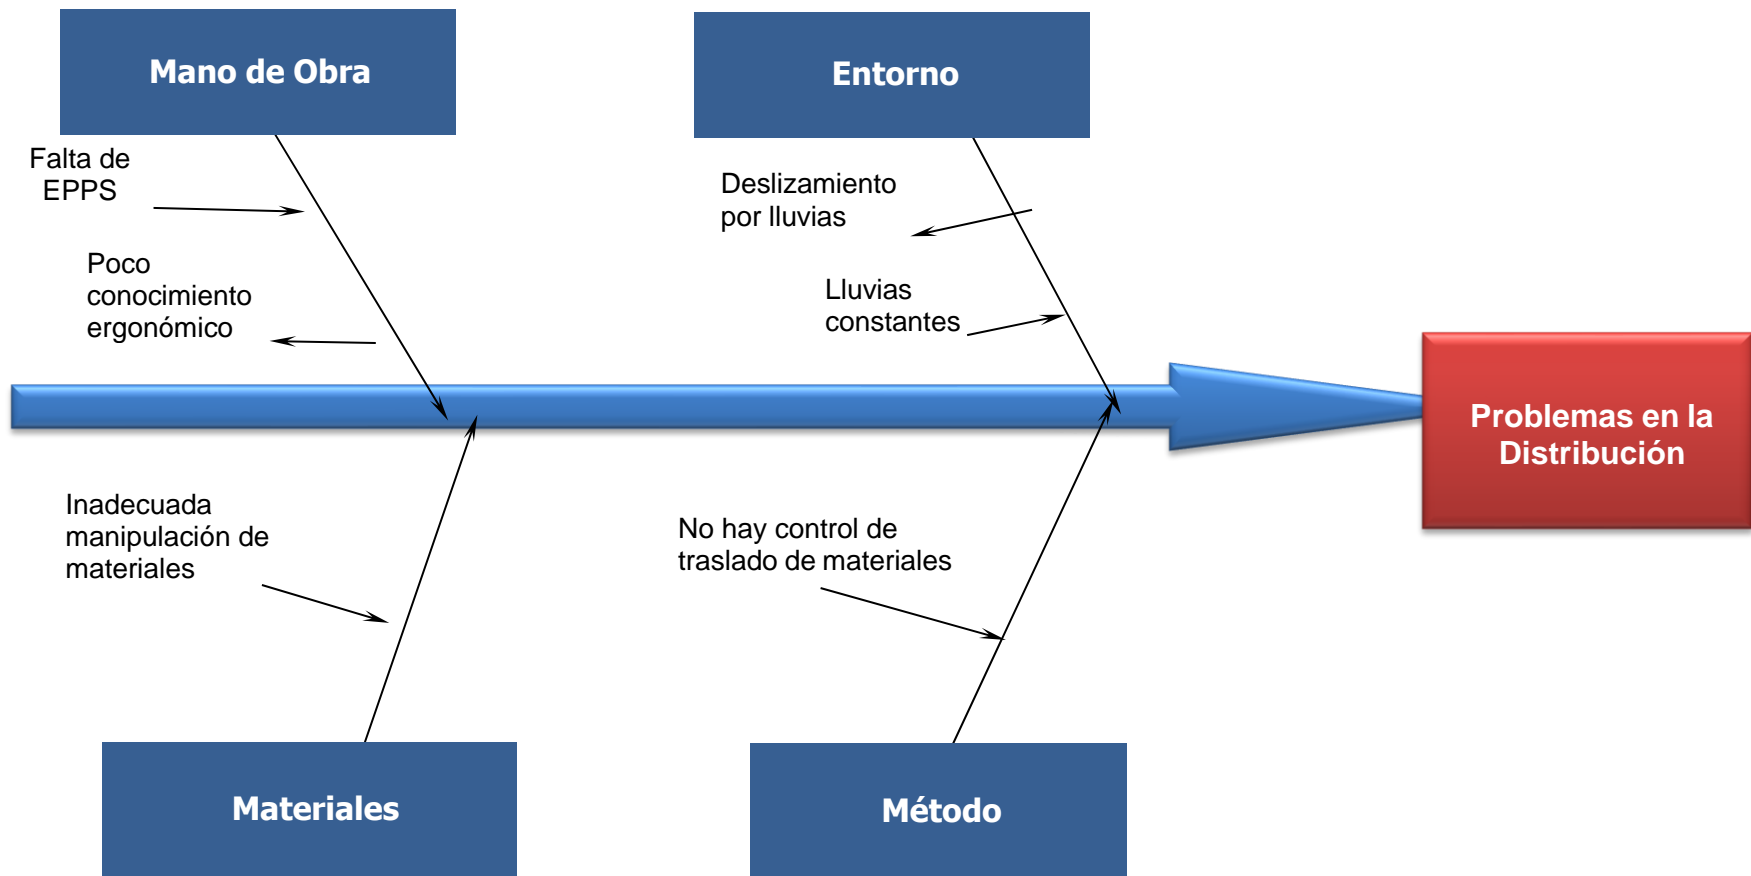 Mano de Obra
Entorno
Falta de
EPPS
Deslizamiento
por lluvias
Poco
conocimiento
ergonómico
Lluvias
constantes
Problemas en la
Distribución
Inadecuada
manipulación de
materiales
No hay control de
traslado de materiales
Materiales
Método